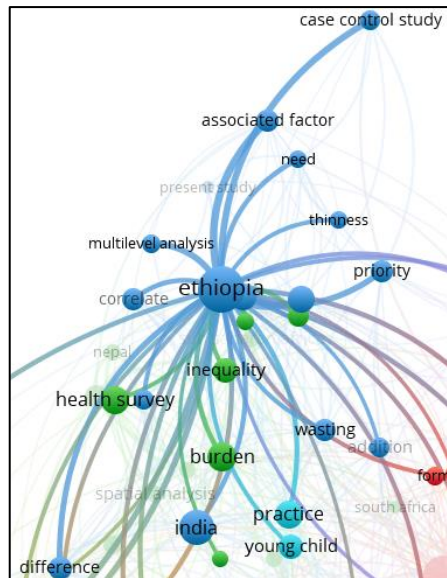 case control study
associated factor
need
present study
thinness
multilevel analysis
priority
ethiopia
correlate
nepal
inequality
health survey
wasting
addition
burden
form
spatial analysis
south africa
practice
india
young child
difference